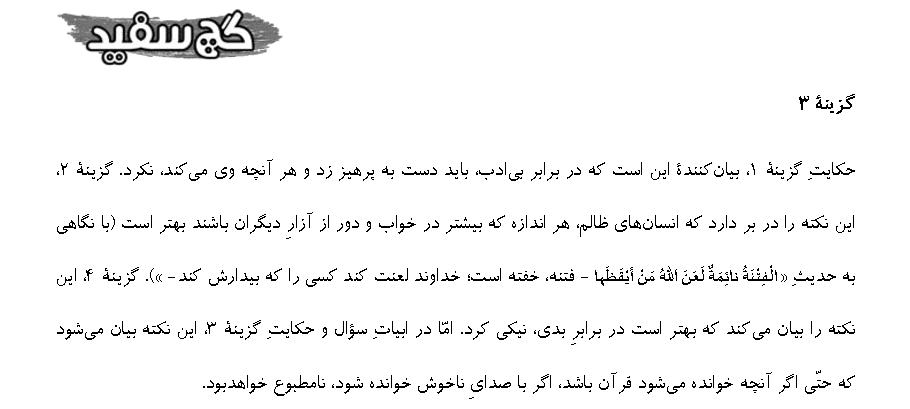 گچ سفید
گزینهٔ ۳
حکایتِ گزینهٔ ۱، بیان‌کنندهٔ این است که در برابر بی‌ادب، باید دست به پرهیز زد و هر آنچه وی می‌کند، نکرد. گزینهٔ ۲،
این نکته را در بر دارد که انسان‌های ظالم، هر اندازه که بیشتر در خواب و دور از آزارِ دیگران باشند بهتر است (با نگاهی
به حدیثِ «الْفِتْنَةُ نائِمَةٌ لَعَنَ اللهُ مَنْ أیْقَظَها - فتنه، خفته است؛ خداوند لعنت کند کسی را که بیدارش کند- »). گزینهٔ ۴، این
نکته را بیان می‌کند که بهتر است در برابرِ بدی، نیکی کرد. امّا در ابیاتِ سؤال و حکایتِ گزینهٔ ۳، این نکته بیان می‌شود
که حتّی اگر آنچه خوانده می‌شود قرآن باشد، اگر با صدایِ ناخوش خوانده شود، نامطبوع خواهدبود.